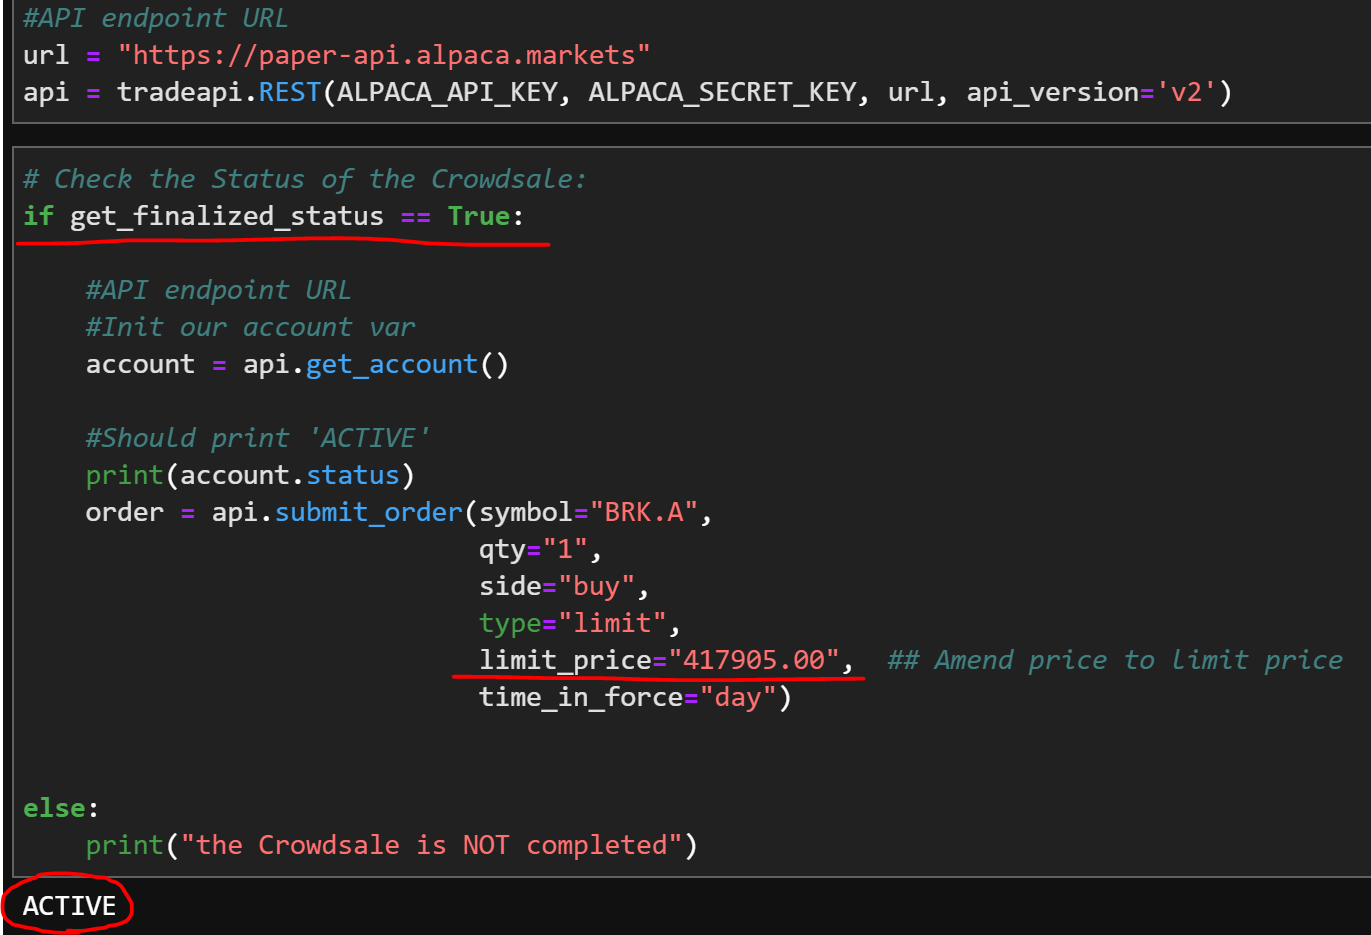 #API endpoint URL
url = "https://paper-api.alpaca.markets"
api = tradeapi.REST(ALPACA_API_KEY, ALPACA_SECRET_KEY, url, api_version='v2')
# Check the Status of the Crowdsale:
if get_finalized_status == True:
    #API endpoint URL
    #Init our account var
    account = api.get_account()
    #Should print 'ACTIVE'
    print(account.status)
    order = api.submit_order(symbol="BRK.A",
                             qty="1",
                             side="buy",
                             type="limit",
                             limit_price="417905.00",  ## Amend price to limit price
                             time_in_force="day")
else:
    print("the Crowdsale is NOT completed")
ACTIVE